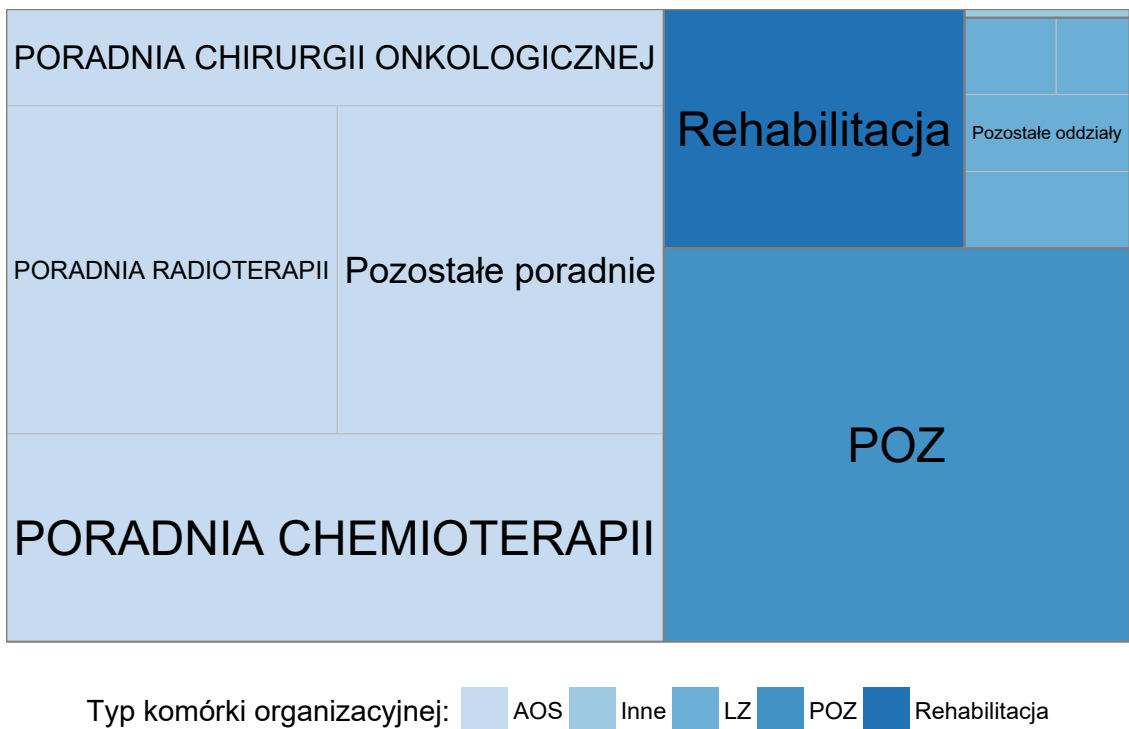 PORADNIA CHIRURGII ONKOLOGICZNEJ
Rehabilitacja
Pozostałe oddziały
PORADNIA RADIOTERAPII
Pozostałe poradnie
POZ
PORADNIA CHEMIOTERAPII
Typ komórki organizacyjnej: AOS Inne LZ POZ Rehabilitacja